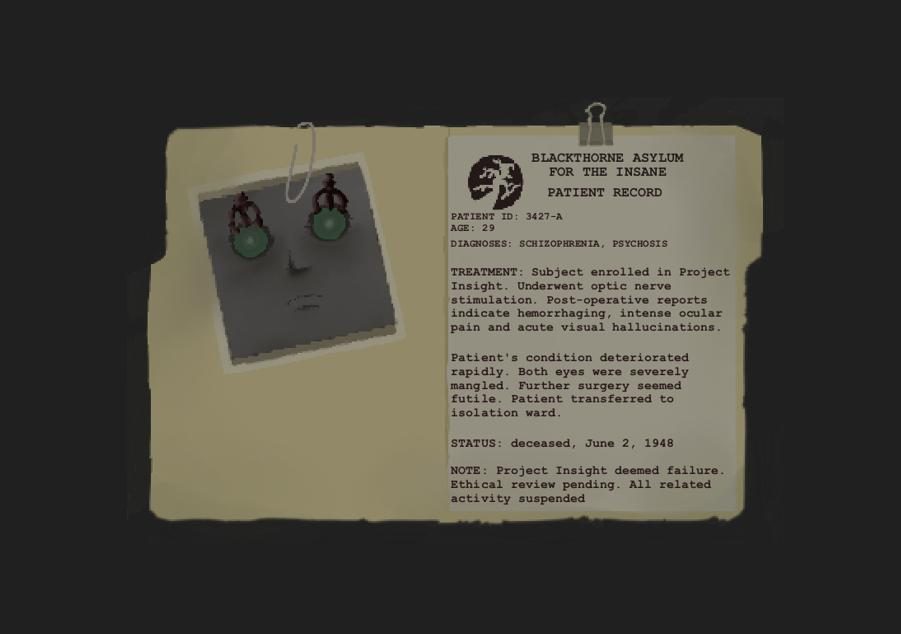 BLACKTHORNE ASYLUM
FOR THE INSANE
PATIENT RECORD
PATIENT ID: 3427-A
AGE: 29
DIAGNOSES: SCHIZOPHRENIA, PSYCHOSIS
TREATMENT: Subject enrolled in Project
Insight. Underwent optic nerve
stimulation. Post-operative reports
indicate hemorrhaging, intense ocular
pain and acute visual hallucinations.
Patient's condition deteriorated
rapidly. Both eyes were severely
mangled. Further surgery seemed
futile. Patient transferred to
isolation ward.
STATUS: deceased, June 2, 1948
NOTE: Project Insight deemed failure.
Ethical review pending. All related
activity suspended